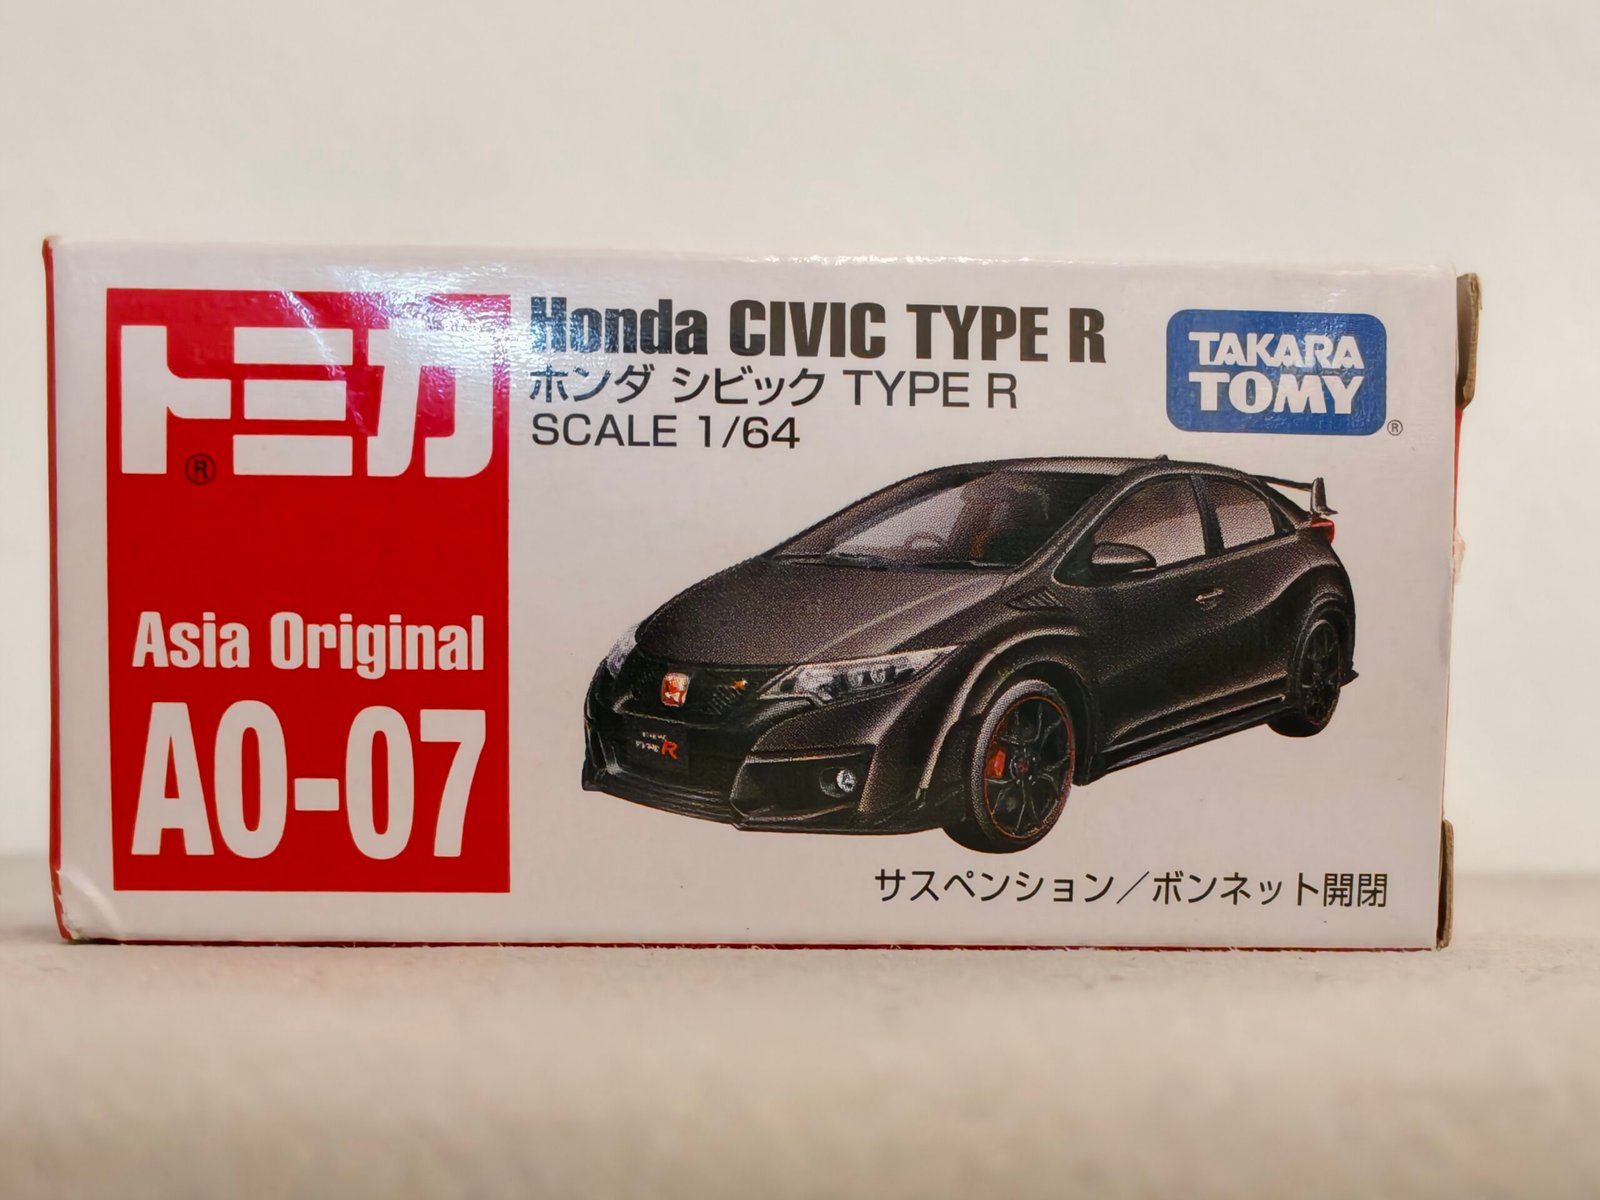 トミカ
®
Asia Original
AO-07
Honda CIVIC TYPE R
ホンダ シビック TYPE R
SCALE 1/64
TAKARA
TOMY
®
TYPE R
サスペンション/ボンネット開閉